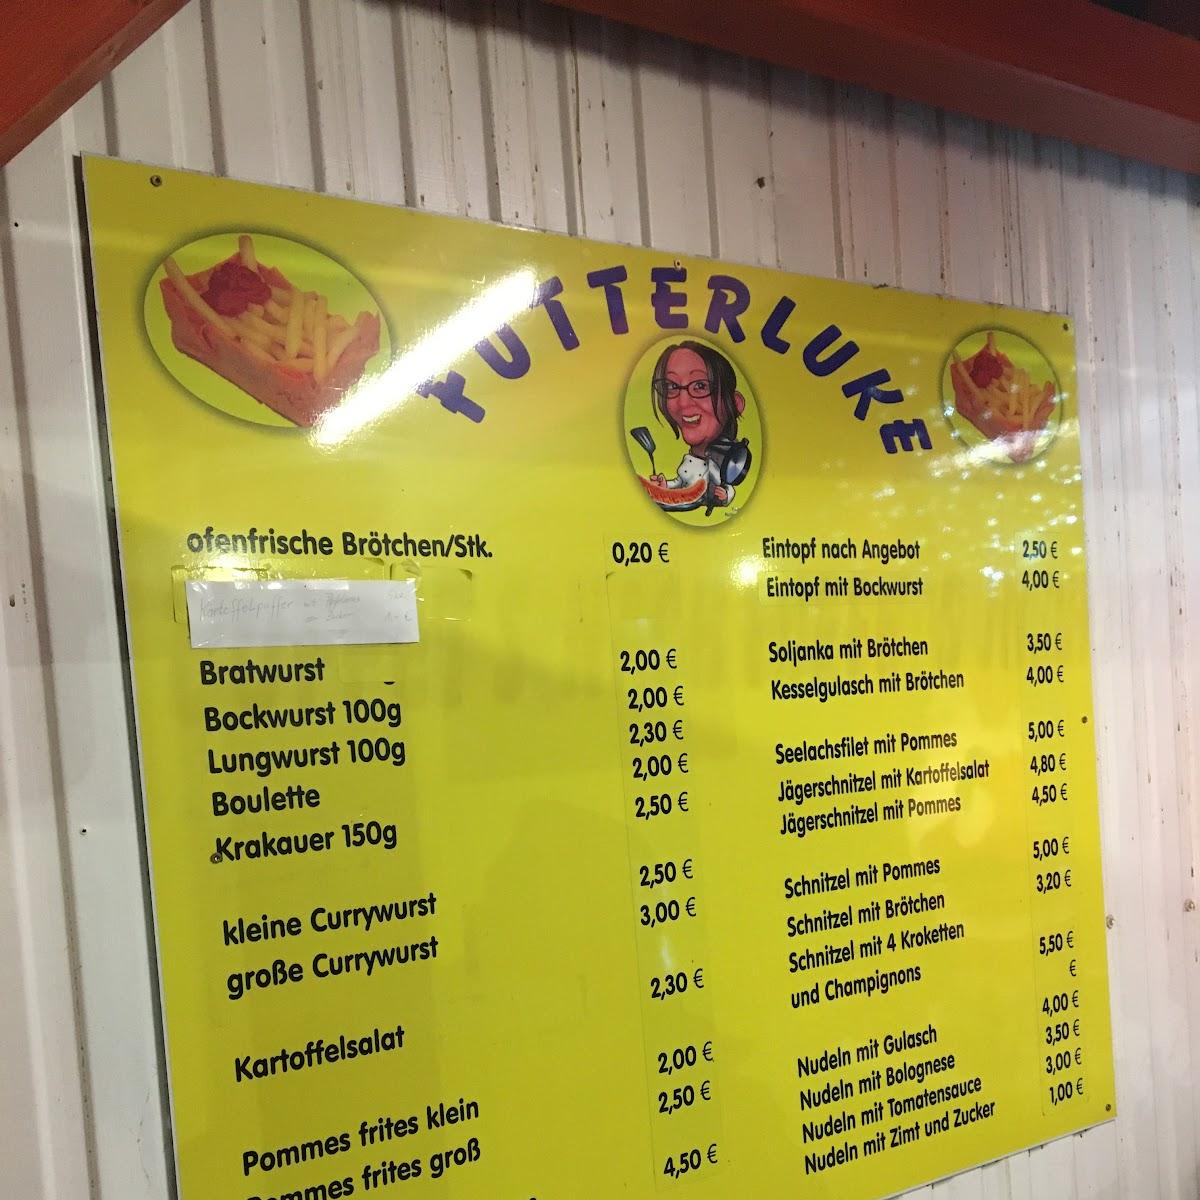 FUTTERLUKE
ofenfrische Brötchen/Stk. 0,20 €
Kartoffelpuffer mit
Zucker
Bratwurst 2,00 €
Bockwurst 100g 2,00 €
Lungwurst 100g 2,30 €
Boulette 2,00 €
Krakauer 150g 2,50 €
kleine Currywurst 2,50 €
große Currywurst 3,00 €
Kartoffelsalat 2,30 €
Pommes frites klein 2,00 €
Pommes frites groß 2,50 €
4,50 €
Eintopf nach Angebot 2,50 €
Eintopf mit Bockwurst 4,00 €
Soljanka mit Brötchen 3,50 €
Kesselgulasch mit Brötchen 4,00 €
Seelachsfilet mit Pommes 5,00 €
Jägerschnitzel mit Kartoffelsalat 4,80 €
Jägerschnitzel mit Pommes 4,50 €
Schnitzel mit Pommes 5,00 €
Schnitzel mit Brötchen 3,20 €
Schnitzel mit 4 Kroketten
und Champignons 5,50 €
€
Nudeln mit Gulasch 4,00 €
Nudeln mit Bolognese 3,50 €
Nudeln mit Tomatensauce 3,00 €
Nudeln mit Zimt und Zucker 1,00 €